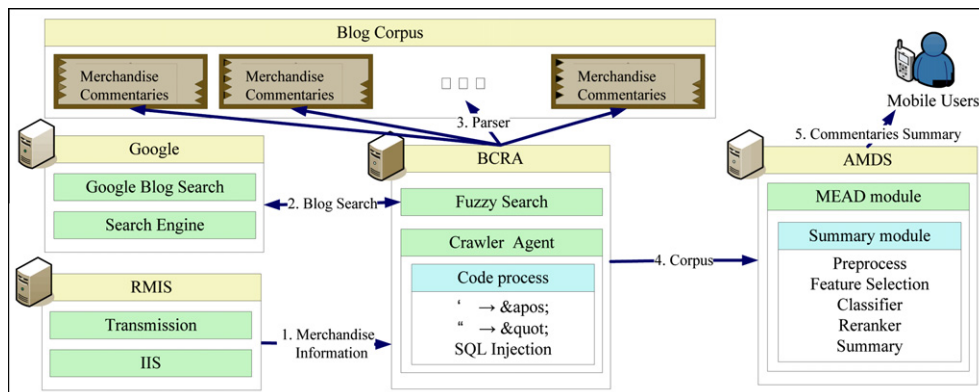 Blog Corpus
Merchandise
Commentaries
Merchandise
Commentaries
Merchandise
Commentaries
Mobile Users
3. Parser
5. Commentaries Summary
Google
Google Blog Search
Search Engine
2. Blog Search
BCRA
Fuzzy Search
Crawler Agent
Code process
‘ → &apos;
“ → &quot;
SQL Injection
4. Corpus
AMDS
MEAD module
Summary module
Preprocess
Feature Selection
Classifier
Reranker
Summary
RMIS
Transmission
IIS
1. Merchandise
Information